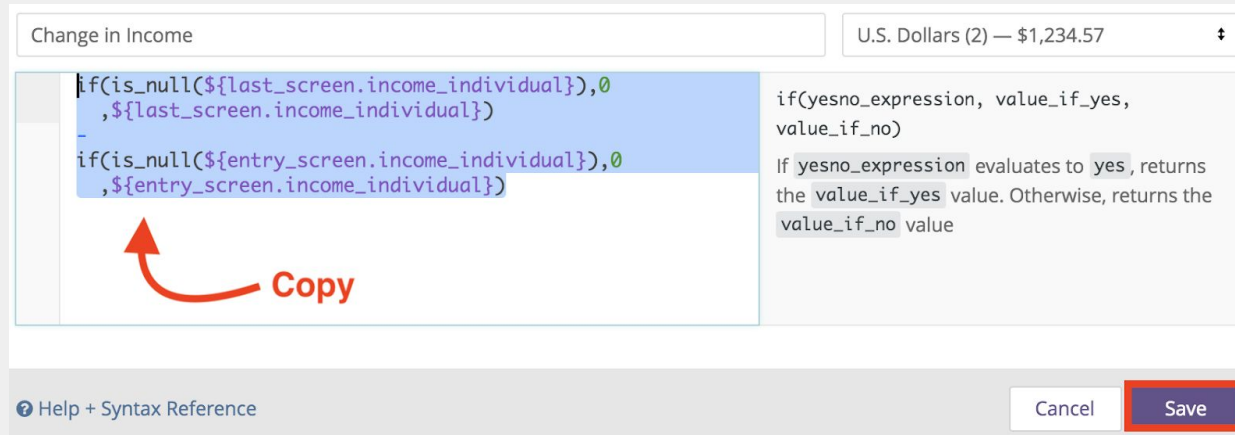 Change in Income
U.S. Dollars (2) — $1,234.57
if(is_null(${last_screen.income_individual}),0
,${last_screen.income_individual})
-
if(is_null(${entry_screen.income_individual}),0
,${entry_screen.income_individual})
if(yesno_expression, value_if_yes,
value_if_no)
If yesno_expression evaluates to yes, returns
the value_if_yes value. Otherwise, returns the
value_if_no value
Copy
Help + Syntax Reference
Cancel
Save